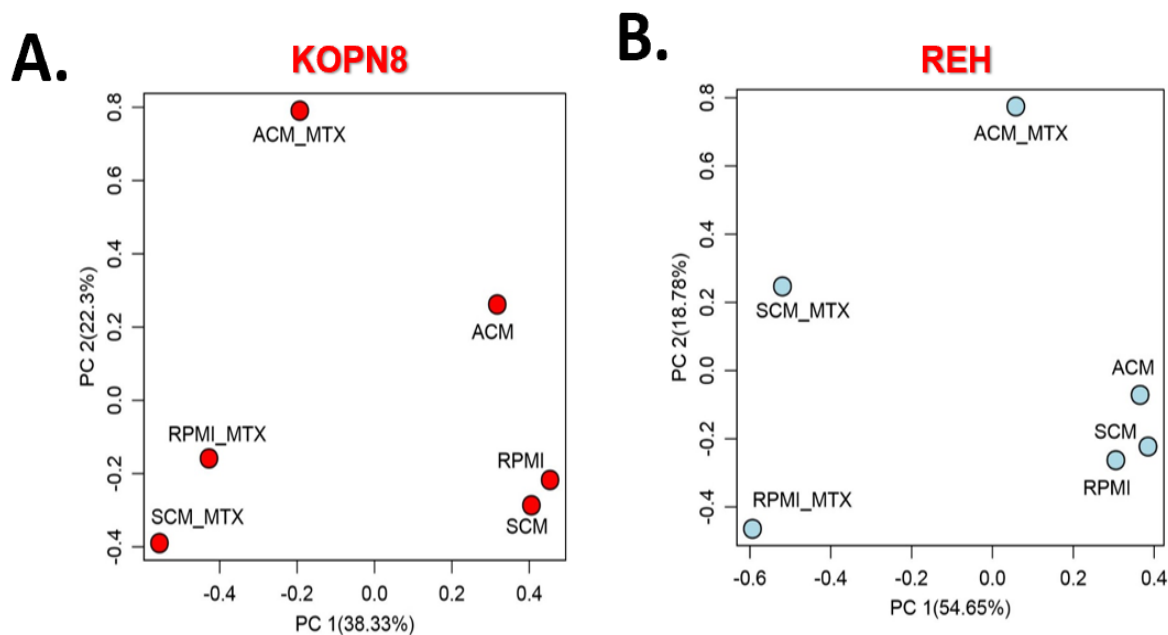 A.
KOPN8
PC 2(22.3%)
0.8
0.6
0.4
0.2
0.0
-0.2
-0.4
ACM_MTX
ACM
RPMI_MTX
RPMI
SCM_MTX
SCM
-0.4
-0.2
0.0
0.2
0.4
PC 1(38.33%)
B.
REH
PC 2(18.78%)
0.8
0.6
0.4
0.2
0.0
-0.2
-0.4
ACM_MTX
SCM_MTX
ACM
SCM
RPMI
RPMI_MTX
-0.6
-0.4
-0.2
0.0
0.2
0.4
PC 1(54.65%)